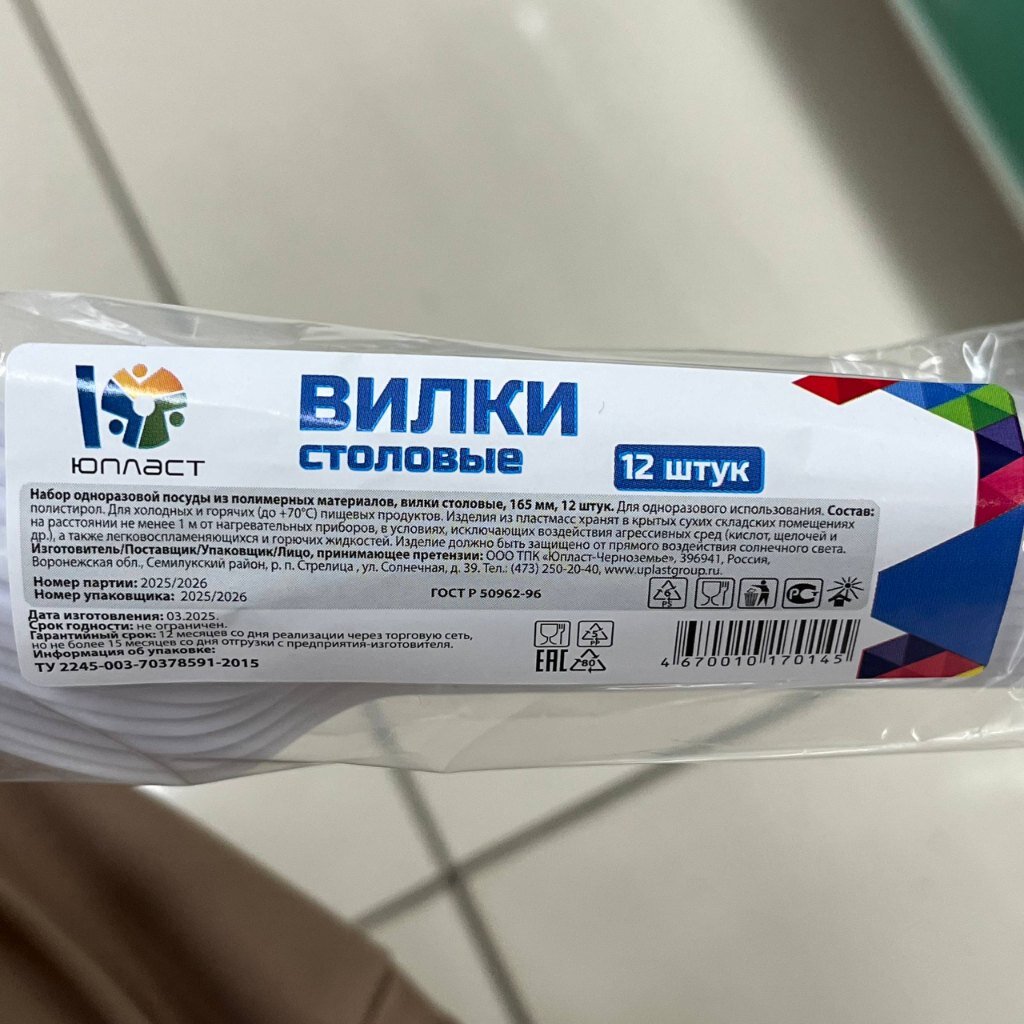 ЮПЛАСТ
ВИЛКИ
столовые
12 штук
Набор одноразовой посуды из полимерных материалов, вилки столовые, 165 мм, 12 штук. Для одноразового использования. Состав:
полистирол. Для холодных и горячих (до +70°С) пищевых продуктов. Изделия из пластмасс хранят в крытых сухих складских помещениях
на расстоянии не менее 1 м от нагревательных приборов, в условиях, исключающих воздействия агрессивных сред (кислот, щелочей и
др.), а также легковоспламеняющихся и горючих жидкостей. Изделие должно быть защищено от прямого воздействия солнечного света.
Изготовитель/Поставщик/Упаковщик/Лицо, принимающее претензии: ООО ТПК «Юпласт-Черноземье», 396941, Россия,
Воронежская обл., Семилукский район, р. п. Стрелица , ул. Солнечная, д. 39. Тел.: (473) 250-20-40, www.uplastgroup.ru.
Номер партии: 2025/2026
Номер упаковщика: 2025/2026
ГОСТ Р 50962-96
6
PS
РС
Дата изготовления: 03.2025.
Срок годности: не ограничен.
Гарантийный срок: 12 месяцев со дня реализации через торговую сеть,
но не более 15 месяцев со дня отгрузки с предприятия-изготовителя.
Информация об упаковке:
ТУ 2245-003-70378591-2015
5
PP
EAC
80
4 670010 170145